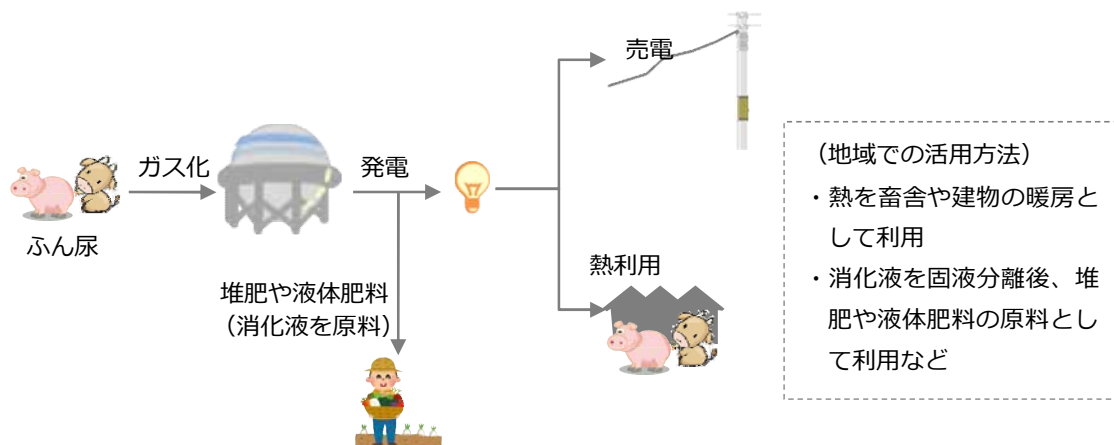 売電
ガス化
発電
ふん尿
堆肥や液体肥料
（消化液を原料）
熱利用
（地域での活用方法）
・熱を畜舎や建物の暖房と
して利用
・消化液を固液分離後、堆
肥や液体肥料の原料とし
て利用など